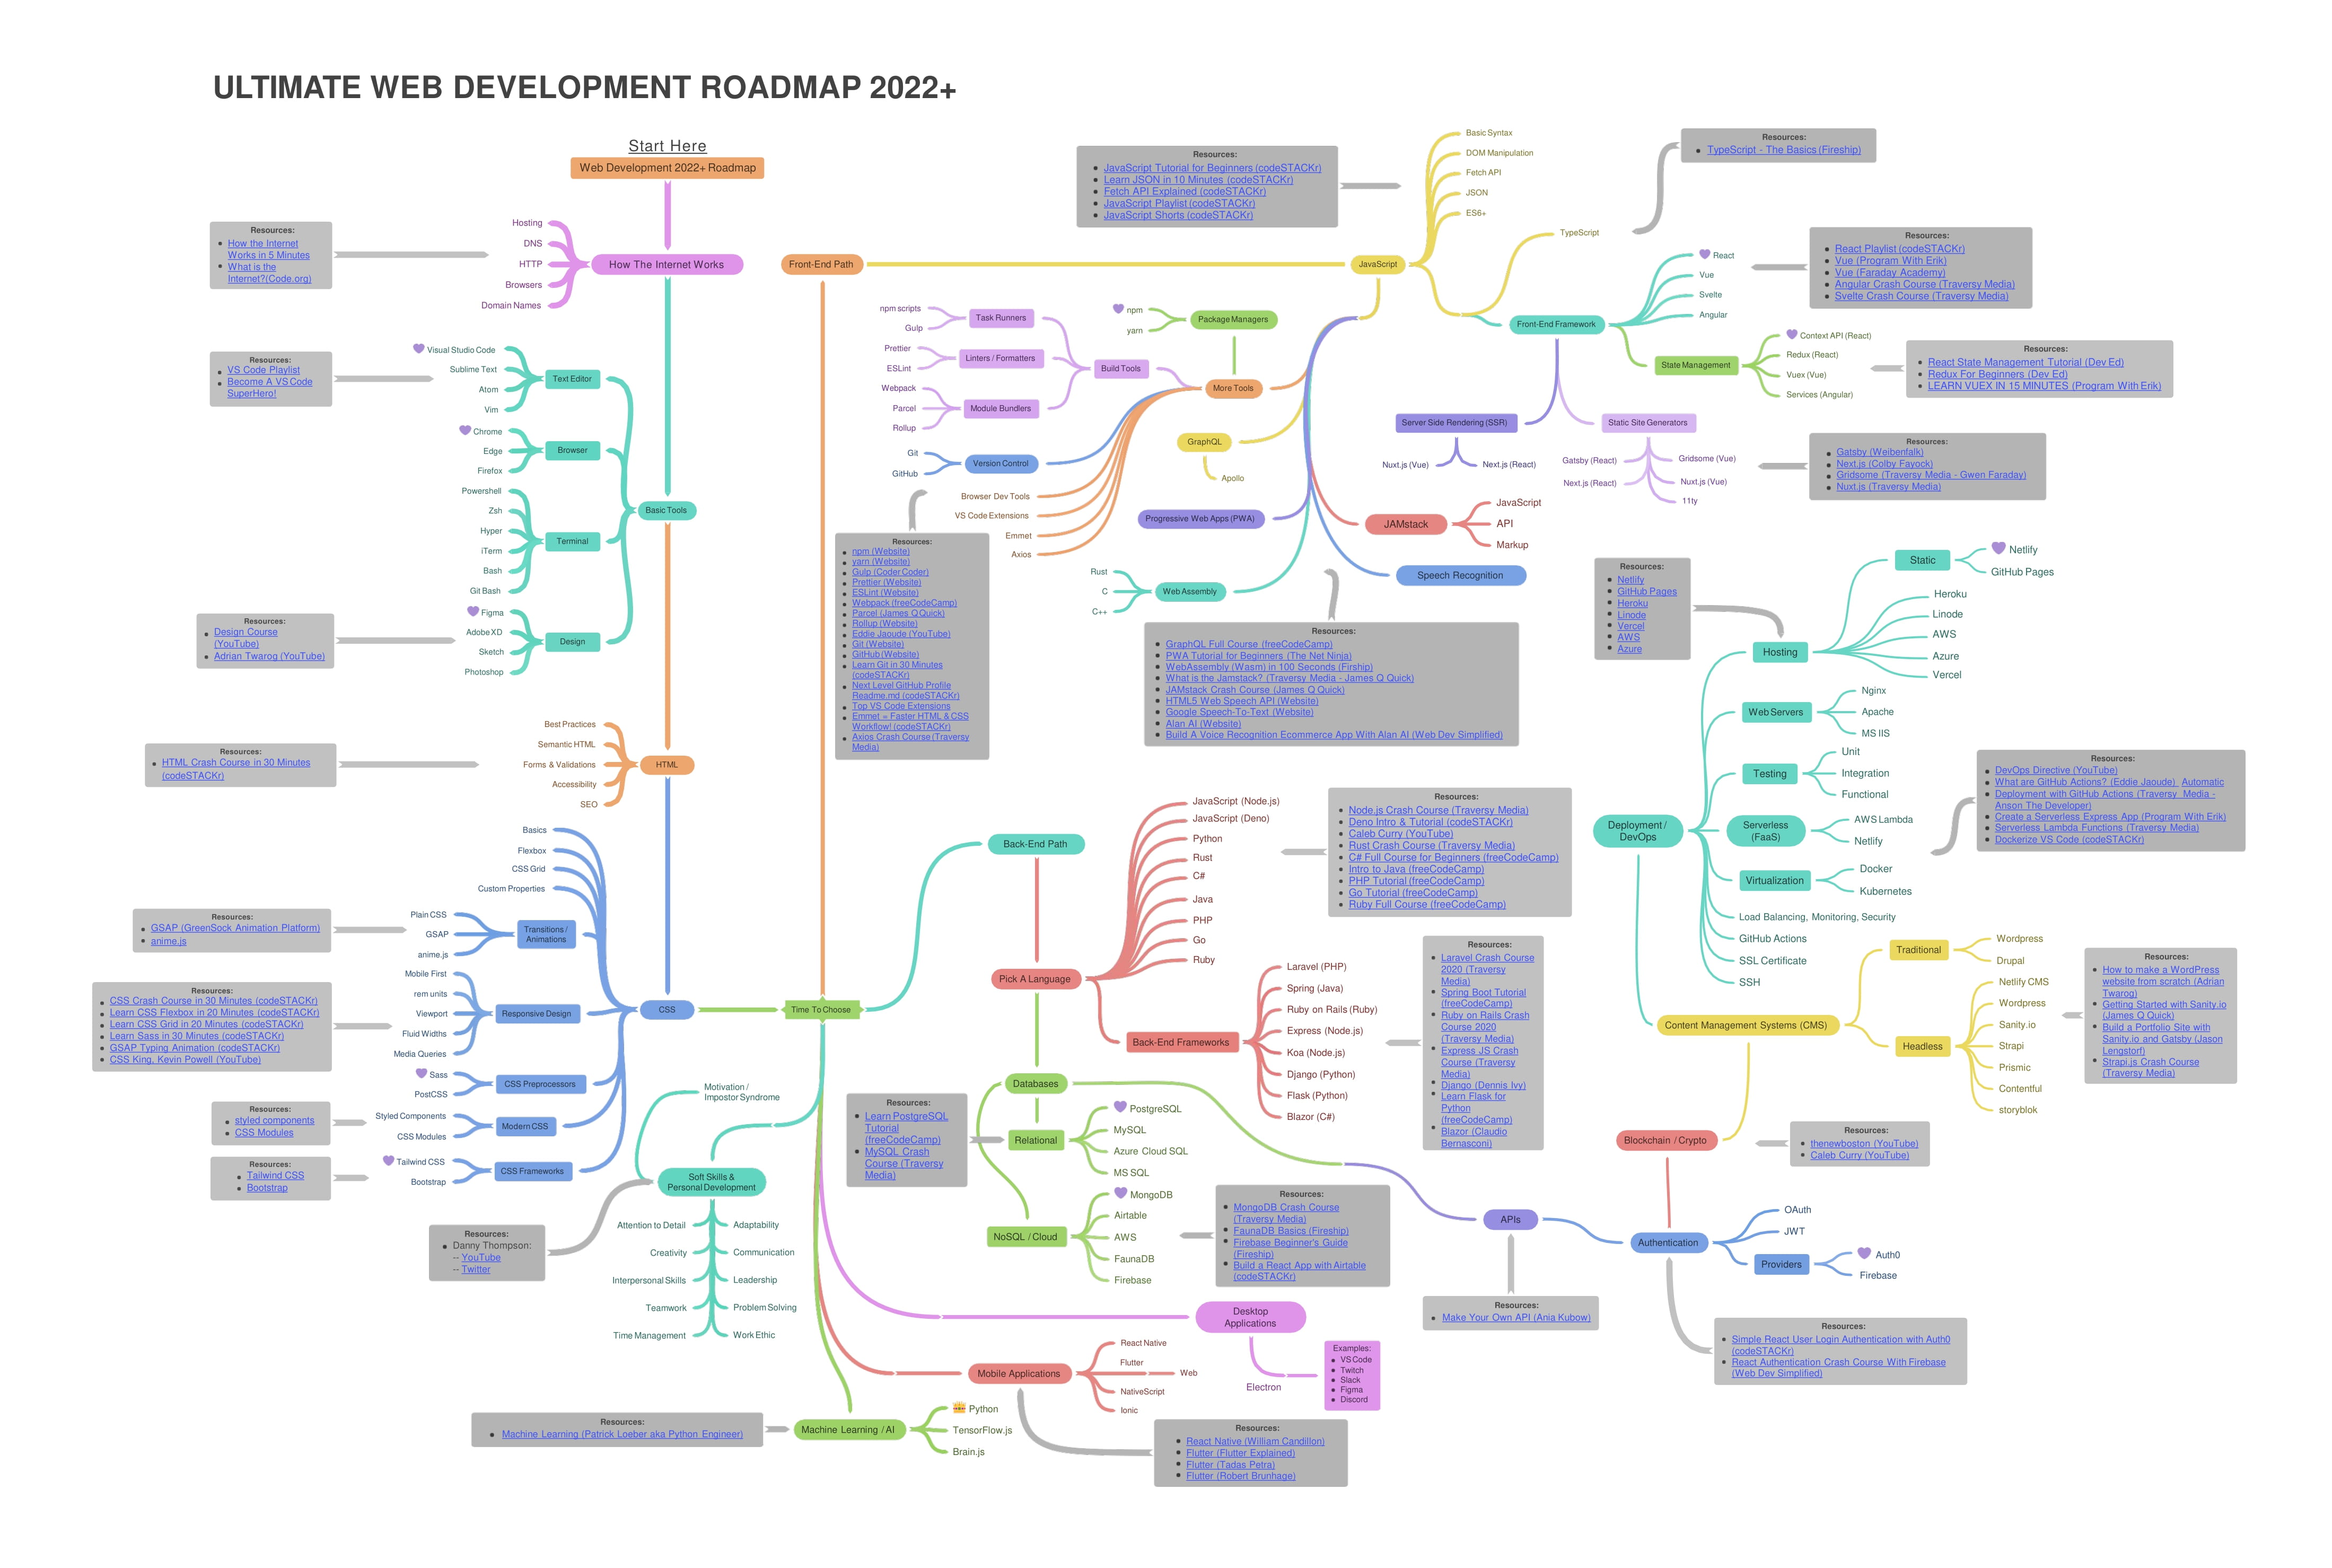 ULTIMATE WEB DEVELOPMENT ROADMAP 2022+
Start Here
Web Development 2022+ Roadmap
Resources:
How the Internet
Works in 5 Minutes
What is the
Internet?(Code.org)
Hosting
DNS
HTTP
Browsers
Domain Names
How The Internet Works
Resources:
VS Code Playlist
Become A VS Code
SuperHero!
Visual Studio Code
Sublime Text
Atom
Vim
Text Editor
Chrome
Edge
Firefox
Browser
Basic Tools
Powershell
Zsh
Hyper
iTerm
Bash
Git Bash
Terminal
Resources:
Design Course
(YouTube)
Adrian Twarog (YouTube)
Figma
Adobe XD
Sketch
Photoshop
Design
Resources:
HTML Crash Course in 30 Minutes
(codeSTACKr)
Best Practices
Semantic HTML
Forms & Validations
Accessibility
SEO
HTML
Basics
Flexbox
CSS Grid
Custom Properties
Resources:
GSAP (GreenSock Animation Platform)
anime.js
Plain CSS
GSAP
anime.js
Transitions /
Animations
Resources:
CSS Crash Course in 30 Minutes (codeSTACKr)
Learn CSS Flexbox in 20 Minutes (codeSTACKr)
Learn CSS Grid in 20 Minutes (codeSTACKr)
Learn Sass in 30 Minutes (codeSTACKr)
GSAP Typing Animation (codeSTACKr)
CSS King, Kevin Powell (YouTube)
Mobile First
rem units
Viewport
Fluid Widths
Media Queries
Responsive Design
CSS
Time To Choose
Sass
PostCSS
CSS Preprocessors
Resources:
styled components
CSS Modules
Styled Components
CSS Modules
Modern CSS
Resources:
Tailwind CSS
Bootstrap
Tailwind CSS
Bootstrap
CSS Frameworks
Motivation /
Impostor Syndrome
Soft Skills &
Personal Development
Resources:
Danny Thompson:
-- YouTube
-- Twitter
Attention to Detail
Adaptability
Creativity
Communication
Interpersonal Skills
Leadership
Teamwork
Problem Solving
Time Management
Work Ethic
Resources:
Machine Learning (Patrick Loeber aka Python Engineer)
Machine Learning / AI
Python
TensorFlow.js
Brain.js
Mobile Applications
React Native
Flutter
Web
NativeScript
Ionic
Resources:
React Native (William Candillon)
Flutter (Flutter Explained)
Flutter (Tadas Petra)
Flutter (Robert Brunhage)
Desktop
Applications
Electron
Examples:
VS Code
Twitch
Slack
Figma
Discord
Front-End Path
JavaScript
Resources:
JavaScript Tutorial for Beginners (codeSTACKr)
Learn JSON in 10 Minutes (codeSTACKr)
Fetch API Explained (codeSTACKr)
JavaScript Playlist (codeSTACKr)
JavaScript Shorts (codeSTACKr)
Basic Syntax
DOM Manipulation
Fetch API
JSON
ES6+
TypeScript
Resources:
TypeScript - The Basics (Fireship)
Front-End Framework
React
Vue
Svelte
Angular
Resources:
React Playlist (codeSTACKr)
Vue (Program With Erik)
Vue (Faraday Academy)
Angular Crash Course (Traversy Media)
Svelte Crash Course (Traversy Media)
State Management
Context API (React)
Redux (React)
Vuex (Vue)
Services (Angular)
Resources:
React State Management Tutorial (Dev Ed)
Redux For Beginners (Dev Ed)
LEARN VUEX IN 15 MINUTES (Program With Erik)
Server Side Rendering (SSR)
Nuxt.js (Vue)
Next.js (React)
Static Site Generators
Gatsby (React)
Gridsome (Vue)
Next.js (React)
Nuxt.js (Vue)
11ty
Resources:
Gatsby (Weibenfalk)
Next.js (Colby Fayock)
Gridsome (Traversy Media - Gwen Faraday)
Nuxt.js (Traversy Media)
npm scripts
Gulp
Task Runners
Prettier
ESLint
Linters / Formatters
Webpack
Parcel
Rollup
Module Bundlers
Build Tools
npm
yarn
Package Managers
More Tools
Git
GitHub
Version Control
Browser Dev Tools
VS Code Extensions
Emmet
Axios
Resources:
npm (Website)
yarn (Website)
Gulp (Coder Coder)
Prettier (Website)
ESLint (Website)
Webpack (freeCodeCamp)
Parcel (James Q Quick)
Rollup (Website)
Eddie Jaoude (YouTube)
Git (Website)
GitHub (Website)
Learn Git in 30 Minutes
(codeSTACKr)
Next Level GitHub Profile
Readme.md (codeSTACKr)
Top VS Code Extensions
Emmet = Faster HTML & CSS
Workflow! (codeSTACKr)
Axios Crash Course (Traversy
Media)
GraphQL
Apollo
Progressive Web Apps (PWA)
Rust
C
C++
Web Assembly
JAMstack
JavaScript
API
Markup
Speech Recognition
Resources:
GraphQL Full Course (freeCodeCamp)
PWA Tutorial for Beginners (The Net Ninja)
WebAssembly (Wasm) in 100 Seconds (Firship)
What is the Jamstack? (Traversy Media - James Q Quick)
JAMstack Crash Course (James Q Quick)
HTML5 Web Speech API (Website)
Google Speech-To-Text (Website)
Alan AI (Website)
Build A Voice Recognition Ecommerce App With Alan AI (Web Dev Simplified)
Back-End Path
Pick A Language
JavaScript (Node.js)
JavaScript (Deno)
Python
Rust
C#
Java
PHP
Go
Ruby
Resources:
Node.js Crash Course (Traversy Media)
Deno Intro & Tutorial (codeSTACKr)
Caleb Curry (YouTube)
Rust Crash Course (Traversy Media)
C# Full Course for Beginners (freeCodeCamp)
Intro to Java (freeCodeCamp)
PHP Tutorial (freeCodeCamp)
Go Tutorial (freeCodeCamp)
Ruby Full Course (freeCodeCamp)
Back-End Frameworks
Laravel (PHP)
Spring (Java)
Ruby on Rails (Ruby)
Express (Node.js)
Koa (Node.js)
Django (Python)
Flask (Python)
Blazor (C#)
Resources:
Laravel Crash Course
2020 (Traversy
Media)
Spring Boot Tutorial
(freeCodeCamp)
Ruby on Rails Crash
Course 2020
(Traversy Media)
Express JS Crash
Course (Traversy
Media)
Django (Dennis Ivy)
Learn Flask for
Python
(freeCodeCamp)
Blazor (Claudio
Bernasconi)
Databases
Resources:
Learn PostgreSQL
Tutorial
(freeCodeCamp)
MySQL Crash
Course (Traversy
Media)
Relational
PostgreSQL
MySQL
Azure Cloud SQL
MS SQL
NoSQL / Cloud
MongoDB
Airtable
AWS
FaunaDB
Firebase
Resources:
MongoDB Crash Course
(Traversy Media)
FaunaDB Basics (Fireship)
Firebase Beginner's Guide
(Fireship)
Build a React App with Airtable
(codeSTACKr)
APIs
Resources:
Make Your Own API (Ania Kubow)
Authentication
OAuth
JWT
Providers
Auth0
Firebase
Resources:
Simple React User Login Authentication with Auth0
(codeSTACKr)
React Authentication Crash Course With Firebase
(Web Dev Simplified)
Blockchain / Crypto
Resources:
thenewboston (YouTube)
Caleb Curry (YouTube)
Content Management Systems (CMS)
Traditional
Wordpress
Drupal
Headless
Netlify CMS
Wordpress
Sanity.io
Strapi
Prismic
Contentful
storyblok
Resources:
How to make a WordPress
website from scratch (Adrian
Twarog)
Getting Started with Sanity.io
(James Q Quick)
Build a Portfolio Site with
Sanity.io and Gatsby (Jason
Lengstorf)
Strapi.js Crash Course
(Traversy Media)
Deployment /
DevOps
Resources:
Netlify
GitHub Pages
Heroku
Linode
Vercel
AWS
Azure
Hosting
Static
Netlify
GitHub Pages
Heroku
Linode
AWS
Azure
Vercel
Web Servers
Nginx
Apache
MS IIS
Testing
Unit
Integration
Functional
Serverless
(FaaS)
AWS Lambda
Netlify
Virtualization
Docker
Kubernetes
Load Balancing, Monitoring, Security
GitHub Actions
SSL Certificate
SSH
Resources:
DevOps Directive (YouTube)
What are GitHub Actions? (Eddie Jaoude) Automatic
Deployment with GitHub Actions (Traversy Media -
Anson The Developer)
Create a Serverless Express App (Program With Erik)
Serverless Lambda Functions (Traversy Media)
Dockerize VS Code (codeSTACKr)